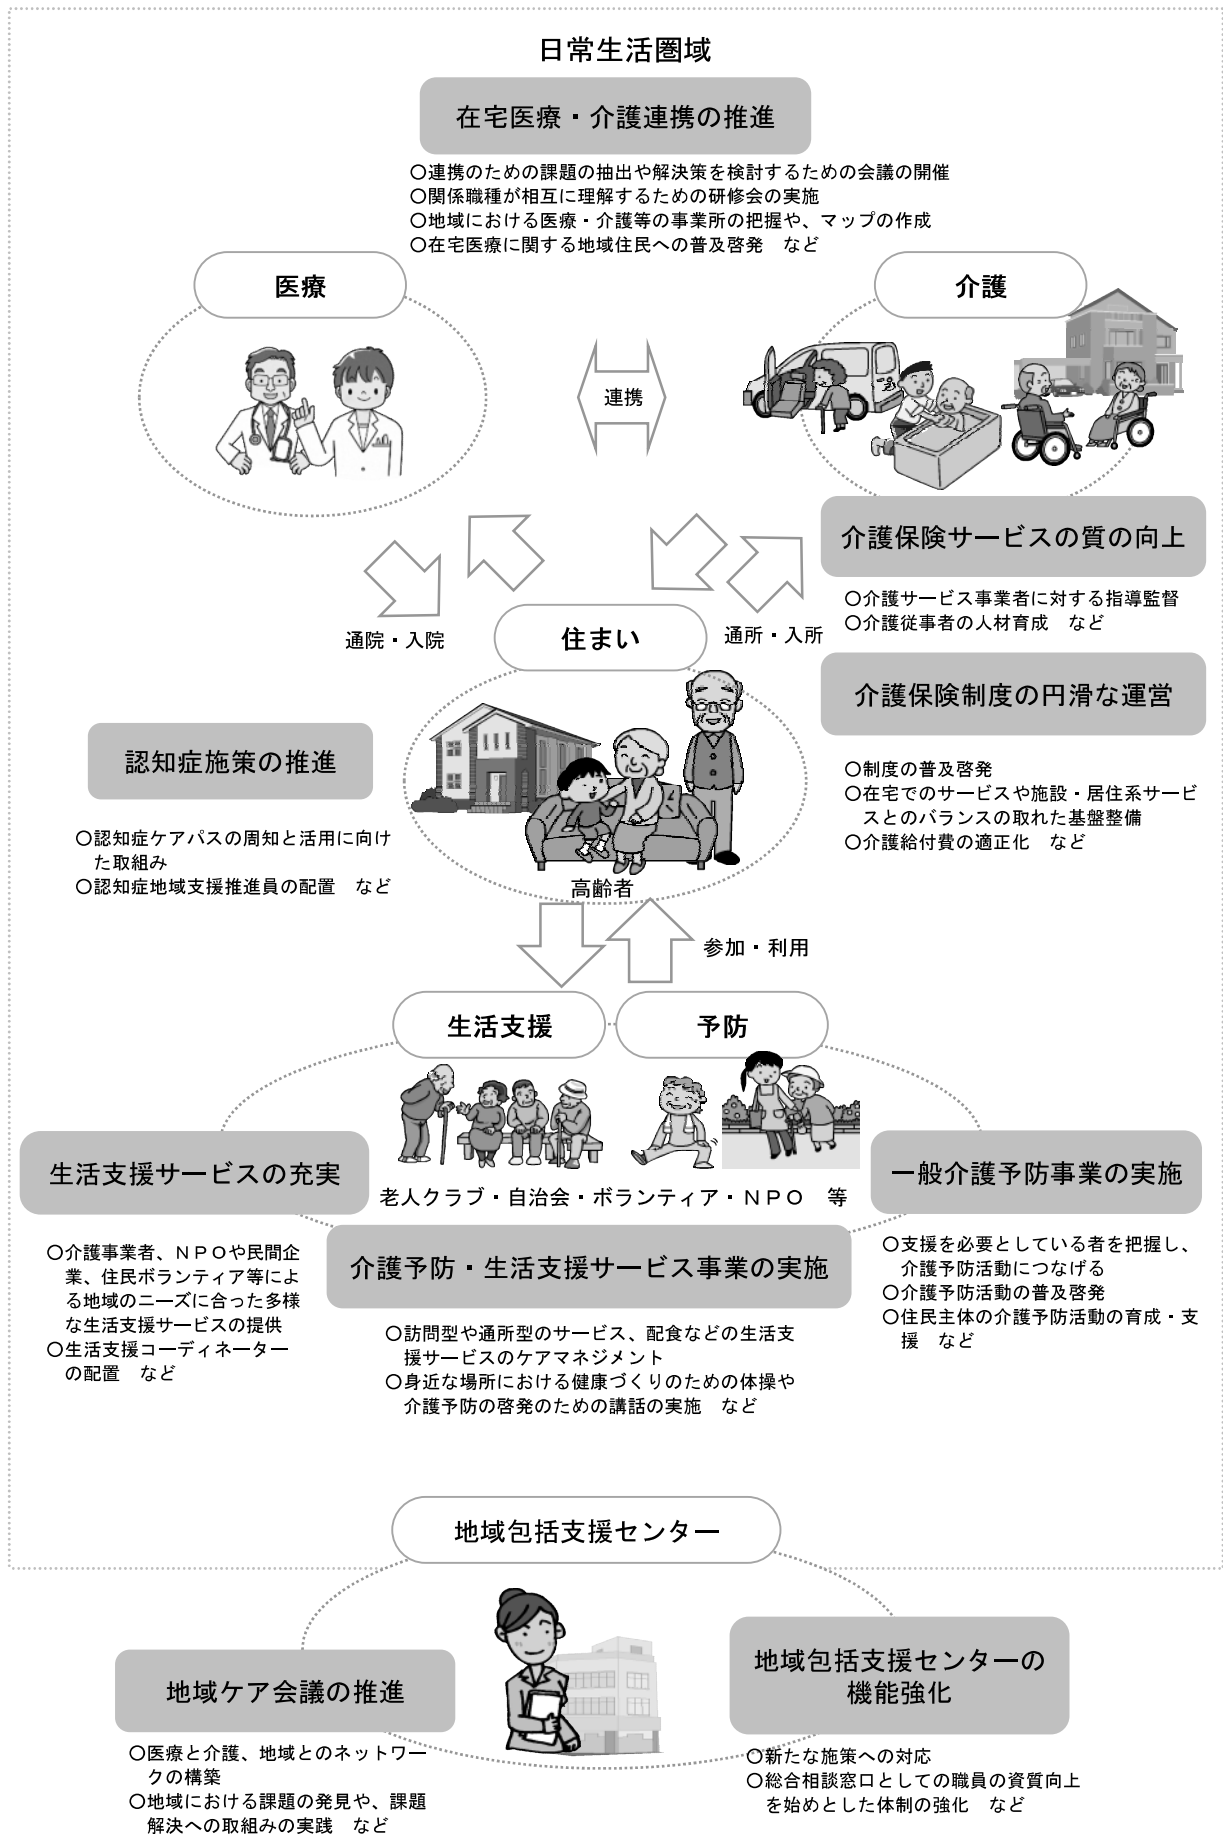 日常生活圏域
在宅医療・介護連携の推進
〇連携のための課題の抽出や解決策を検討するための会議の開催
〇関係職種が相互に理解するための研修会の実施
〇地域における医療・介護等の事業所の把握や、マップの作成
〇在宅医療に関する地域住民への普及啓発　など
医療
介護
連携
介護保険サービスの質の向上
〇介護サービス事業者に対する指導監督
〇介護従事者の人材育成　など
通院・入院
住まい
通所・入所
介護保険制度の円滑な運営
〇制度の普及啓発
〇在宅でのサービスや施設・居住系サービ
スとのバランスの取れた基盤整備
〇介護給付費の適正化　など
認知症施策の推進
〇認知症ケアパスの周知と活用に向け
た取組み
〇認知症地域支援推進員の配置　など
高齢者
参加・利用
生活支援
予防
生活支援サービスの充実
老人クラブ・自治会・ボランティア・ＮＰＯ　等
一般介護予防事業の実施
〇介護事業者、ＮＰＯや民間企
業、住民ボランティア等によ
る地域のニーズに合った多様
な生活支援サービスの提供
〇生活支援コーディネーター
の配置　など
介護予防・生活支援サービス事業の実施
〇訪問型や通所型のサービス、配食などの生活支
援サービスのケアマネジメント
〇身近な場所における健康づくりのための体操や
介護予防の啓発のための講話の実施　など
〇支援を必要としている者を把握し、
介護予防活動につなげる
〇介護予防活動の普及啓発
〇住民主体の介護予防活動の育成・支
援　など
地域包括支援センター
地域ケア会議の推進
〇医療と介護、地域とのネットワー
クの構築
〇地域における課題の発見や、課題
解決への取組みの実践　など
地域包括支援センターの
機能強化
〇新たな施策への対応
〇総合相談窓口としての職員の資質向上
を始めとした体制の強化　など